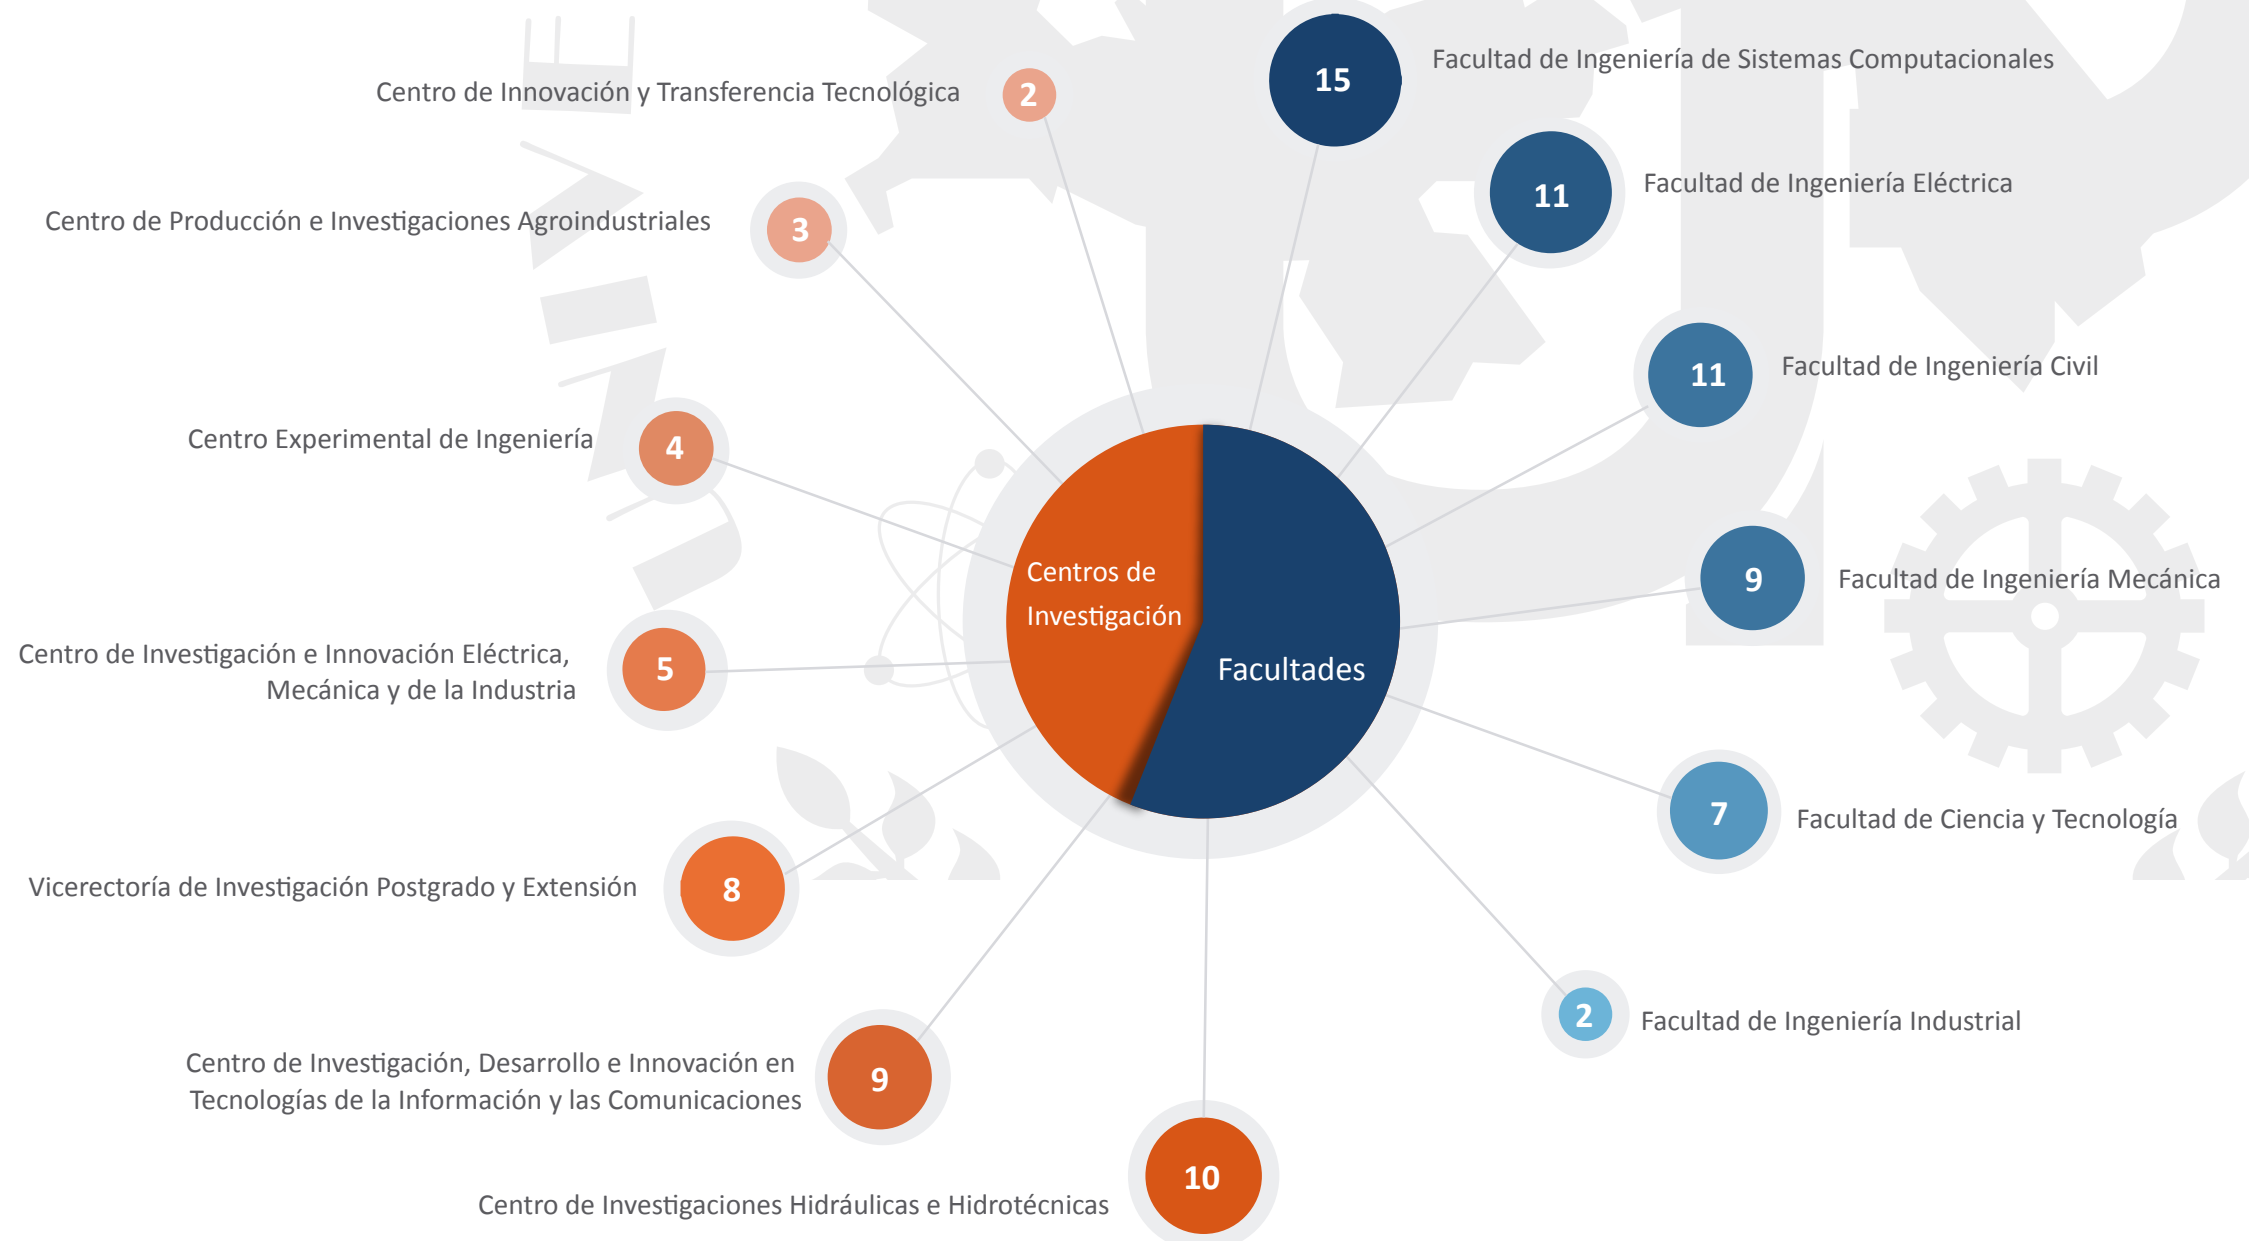 Centro de Innovación y Transferencia Tecnológica
2
15
Facultad de Ingeniería de Sistemas Computacionales
11
Facultad de Ingeniería Eléctrica
Centro de Producción e Investigaciones Agroindustriales
3
11
Facultad de Ingeniería Civil
Centro Experimental de Ingeniería
4
Centros de
Investigación
9
Facultad de Ingeniería Mecánica
Centro de Investigación e Innovación Eléctrica,
Mecánica y de la Industria
5
Facultades
7
Facultad de Ciencia y Tecnología
Vicerectoría de Investigación Postgrado y Extensión
8
2
Facultad de Ingeniería Industrial
Centro de Investigación, Desarrollo e Innovación en
Tecnologías de la Información y las Comunicaciones
9
10
Centro de Investigaciones Hidráulicas e Hidrotécnicas
UNIVE